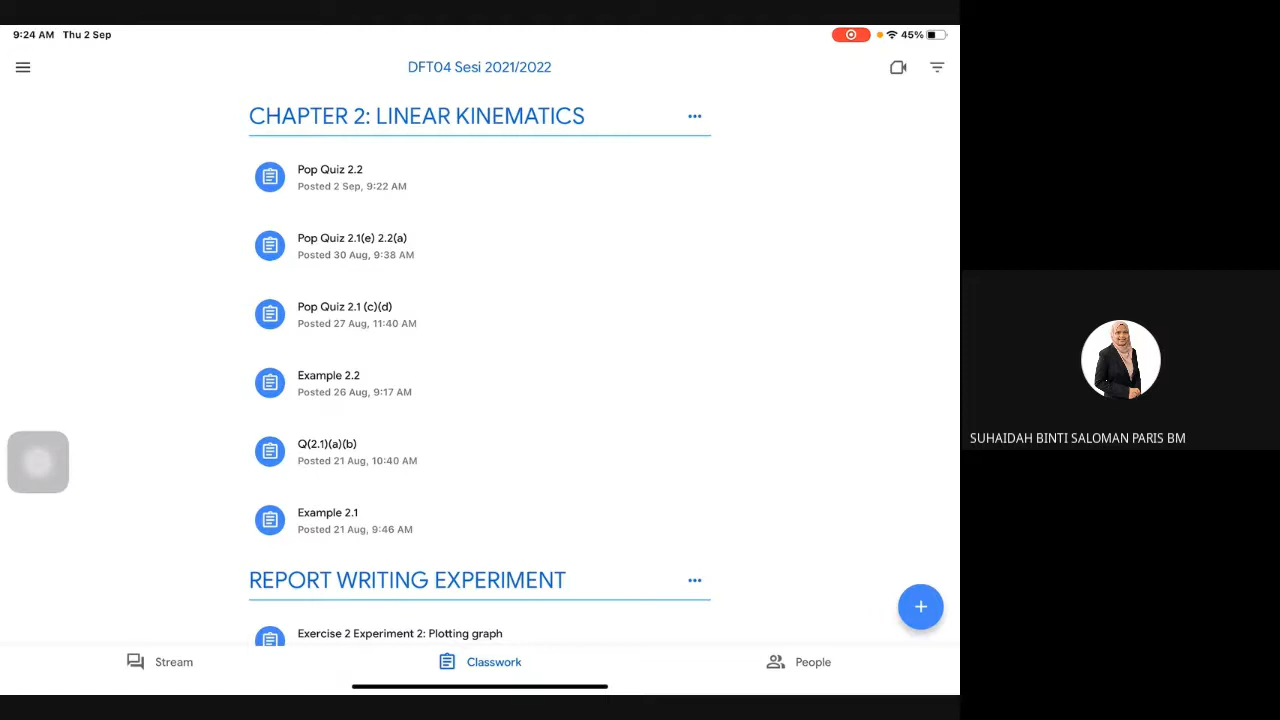 9:24 AM Thu 2 Sep
45%
DFT04 Sesi 2021/2022
CHAPTER 2: LINEAR KINEMATICS
Pop Quiz 2.2
Posted 2 Sep, 9:22 AM
Pop Quiz 2.1(e) 2.2(a)
Posted 30 Aug, 9:38 AM
Pop Quiz 2.1 (c)(d)
Posted 27 Aug, 11:40 AM
Example 2.2
Posted 26 Aug, 9:17 AM
Q(2.1)(a)(b)
Posted 21 Aug, 10:40 AM
Example 2.1
Posted 21 Aug, 9:46 AM
REPORT WRITING EXPERIMENT
Exercise 2 Experiment 2: Plotting graph
Stream
Classwork
People
SUHAIDAH BINTI SALOMAN PARIS BM